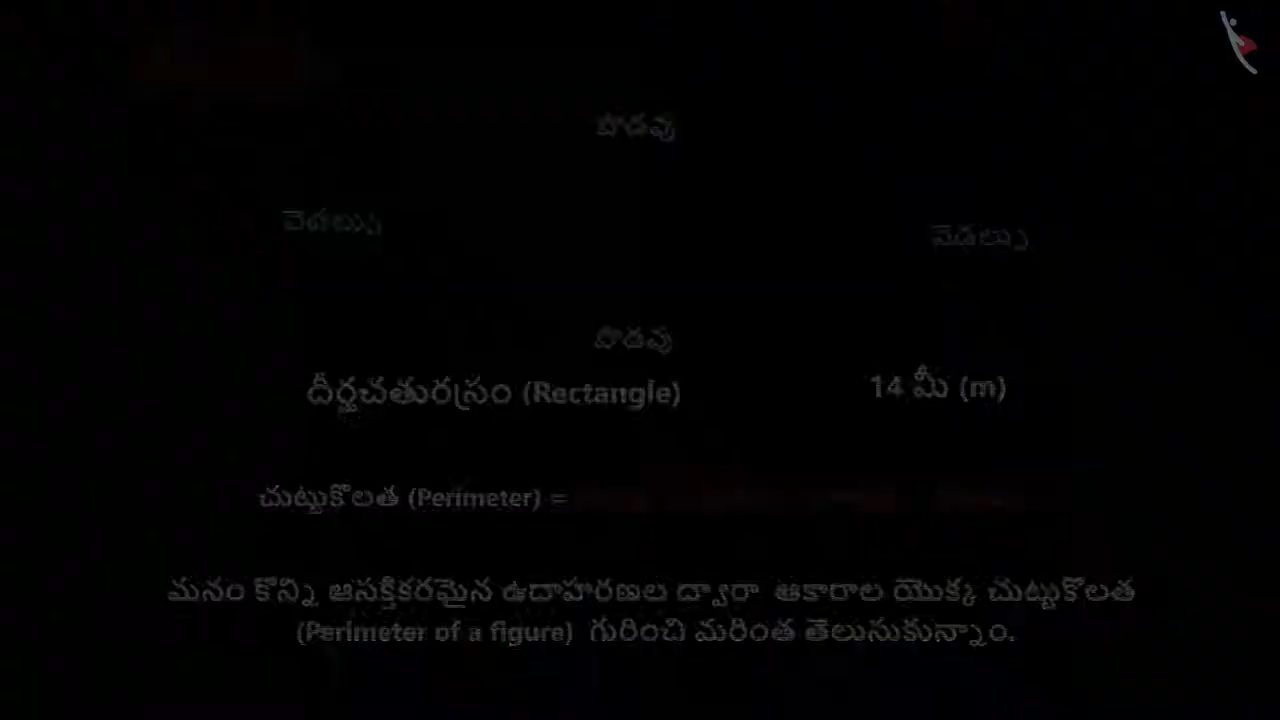 పొడవు
వెడల్పు
వెడల్పు
పొడవు
దీర్ఘచతురస్రం (Rectangle)
14 మీ (m)
చుట్టుకొలత (Perimeter) =
మనం కొన్ని ఆసక్తికరమైన ఉదాహరణల ద్వారా ఆకారాల యొక్క చుట్టుకొలత
(Perimeter of a figure) గురించి మరింత తెలుసుకున్నాం.